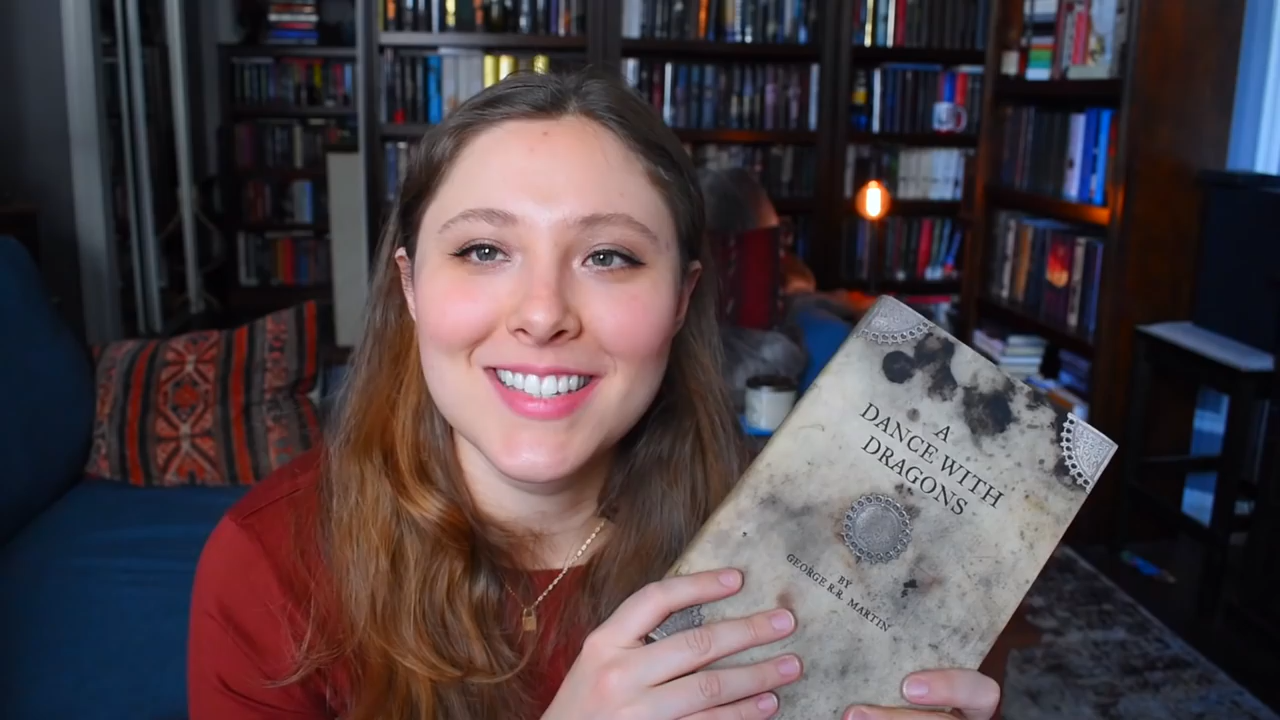 A
DANCE WITH
DRAGONS
BY
GEORGE R.R. MARTIN